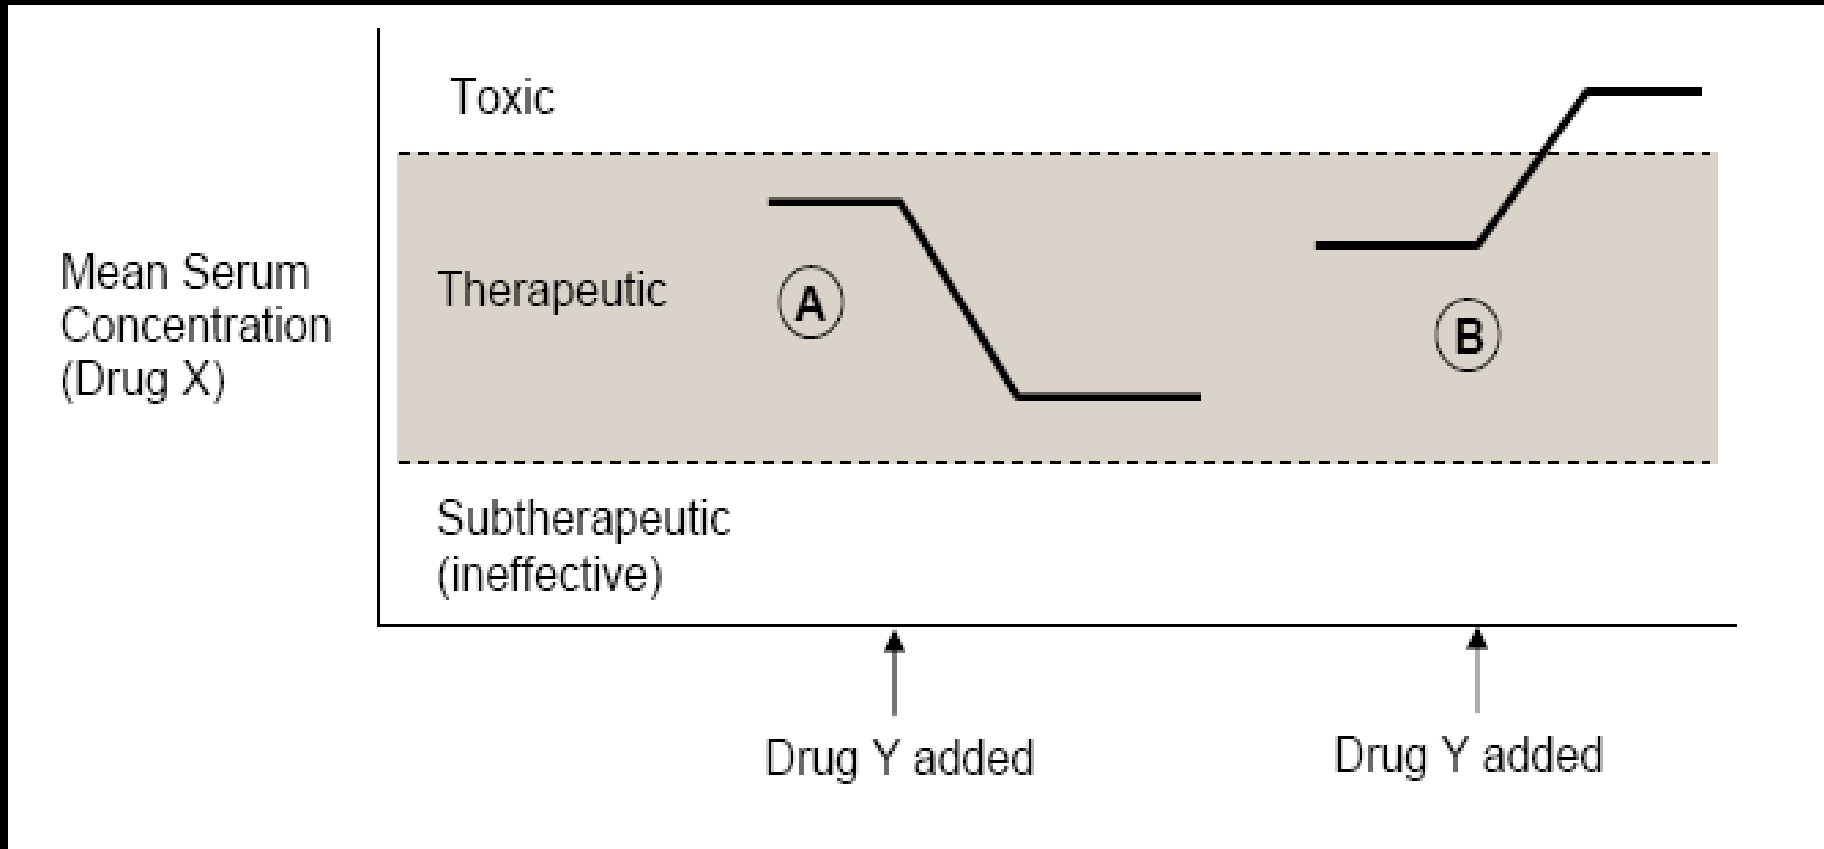 Toxic
Mean Serum
Concentration
(Drug X)
Therapeutic
A
B
Subtherapeutic
(ineffective)
Drug Y added
Drug Y added